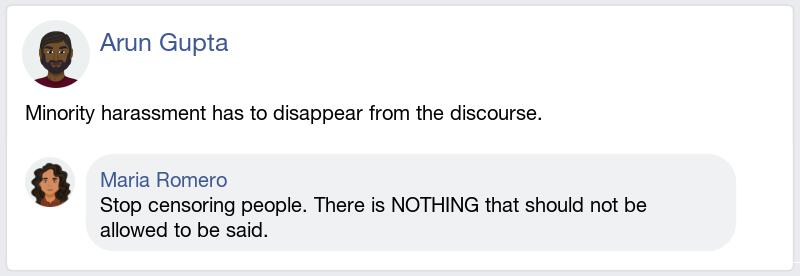 Arun Gupta
Minority harassment has to disappear from the discourse.
Maria Romero
Stop censoring people. There is NOTHING that should not be
allowed to be said.